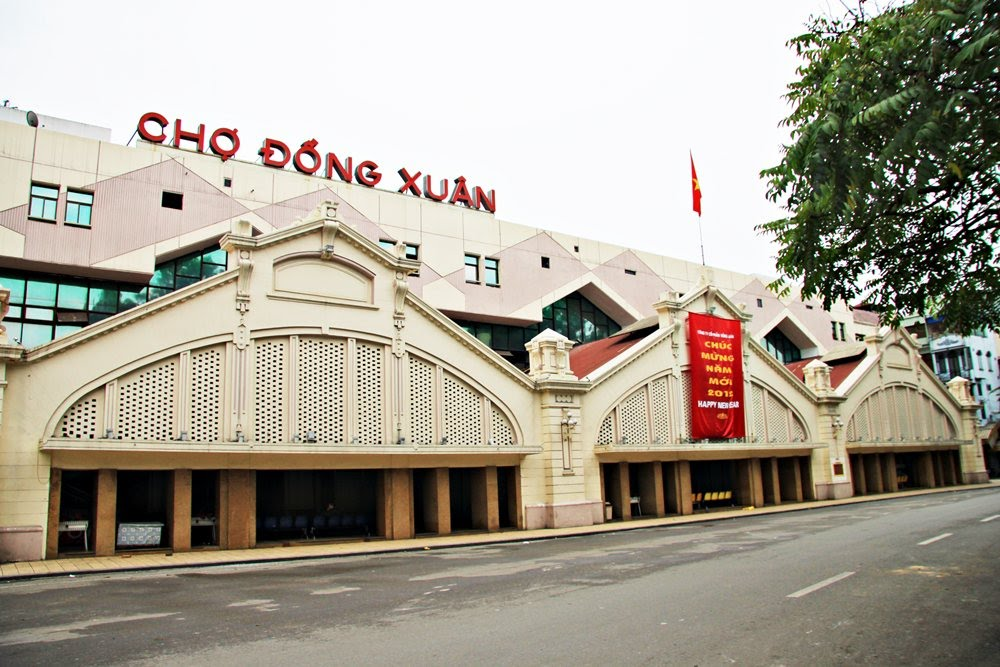 CHỢ ĐỒNG XUÂN
CHÚC
MỪNG
NĂM
MỚI
2015
HAPPY NEW YEAR